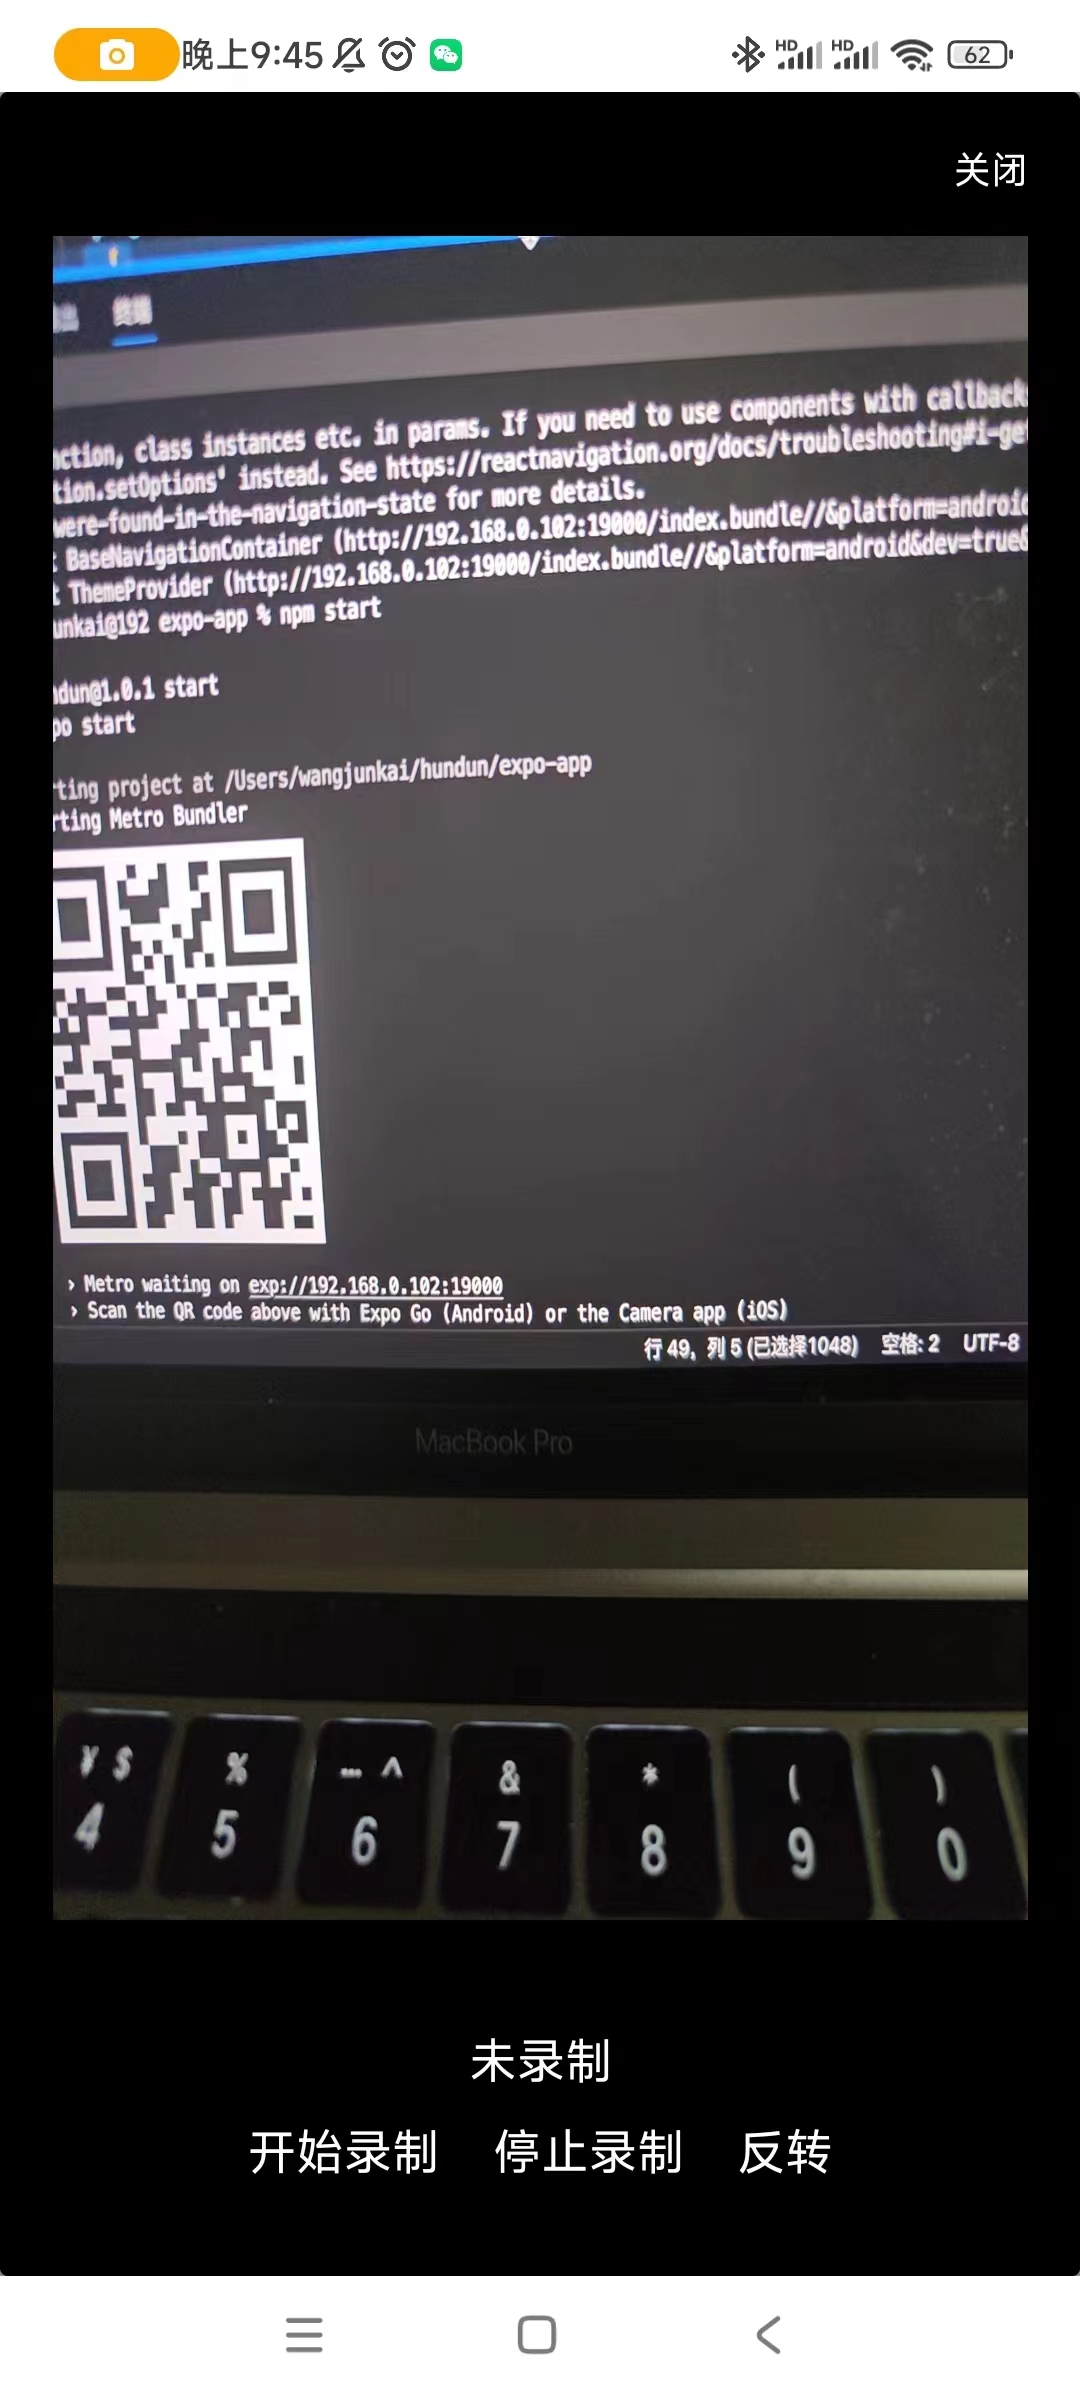 晚上9:45
HD HD 62
关闭
终端
ction, class instances etc. in params. If you need to use components with callback
tion.setOptions' instead. See https://reactnavigation.org/docs/troubleshooting#i-ge
were-found-in-the-navigation-state for more details.
t BaseNavigationContainer (http://192.168.0.102:19000/index.bundle//&platform=androi
t ThemeProvider (http://192.168.0.102:19000/index.bundle//&platform=android&dev=true&
unkai@192 expo-app % npm start
dun@1.0.1 start
po start
ting project at /Users/wangjunkai/hundun/expo-app
rting Metro Bundler
› Metro waiting on exp://192.168.0.102:19000
› Scan the QR code above with Expo Go (Android) or the Camera app (iOS)
行 49, 列 5 (已选择1048) 空格: 2 UTF-8
MacBook Pro
¥ $ % … ^ & * ( )
4 5 6 7 8 9 0
未录制
开始录制 停止录制 反转